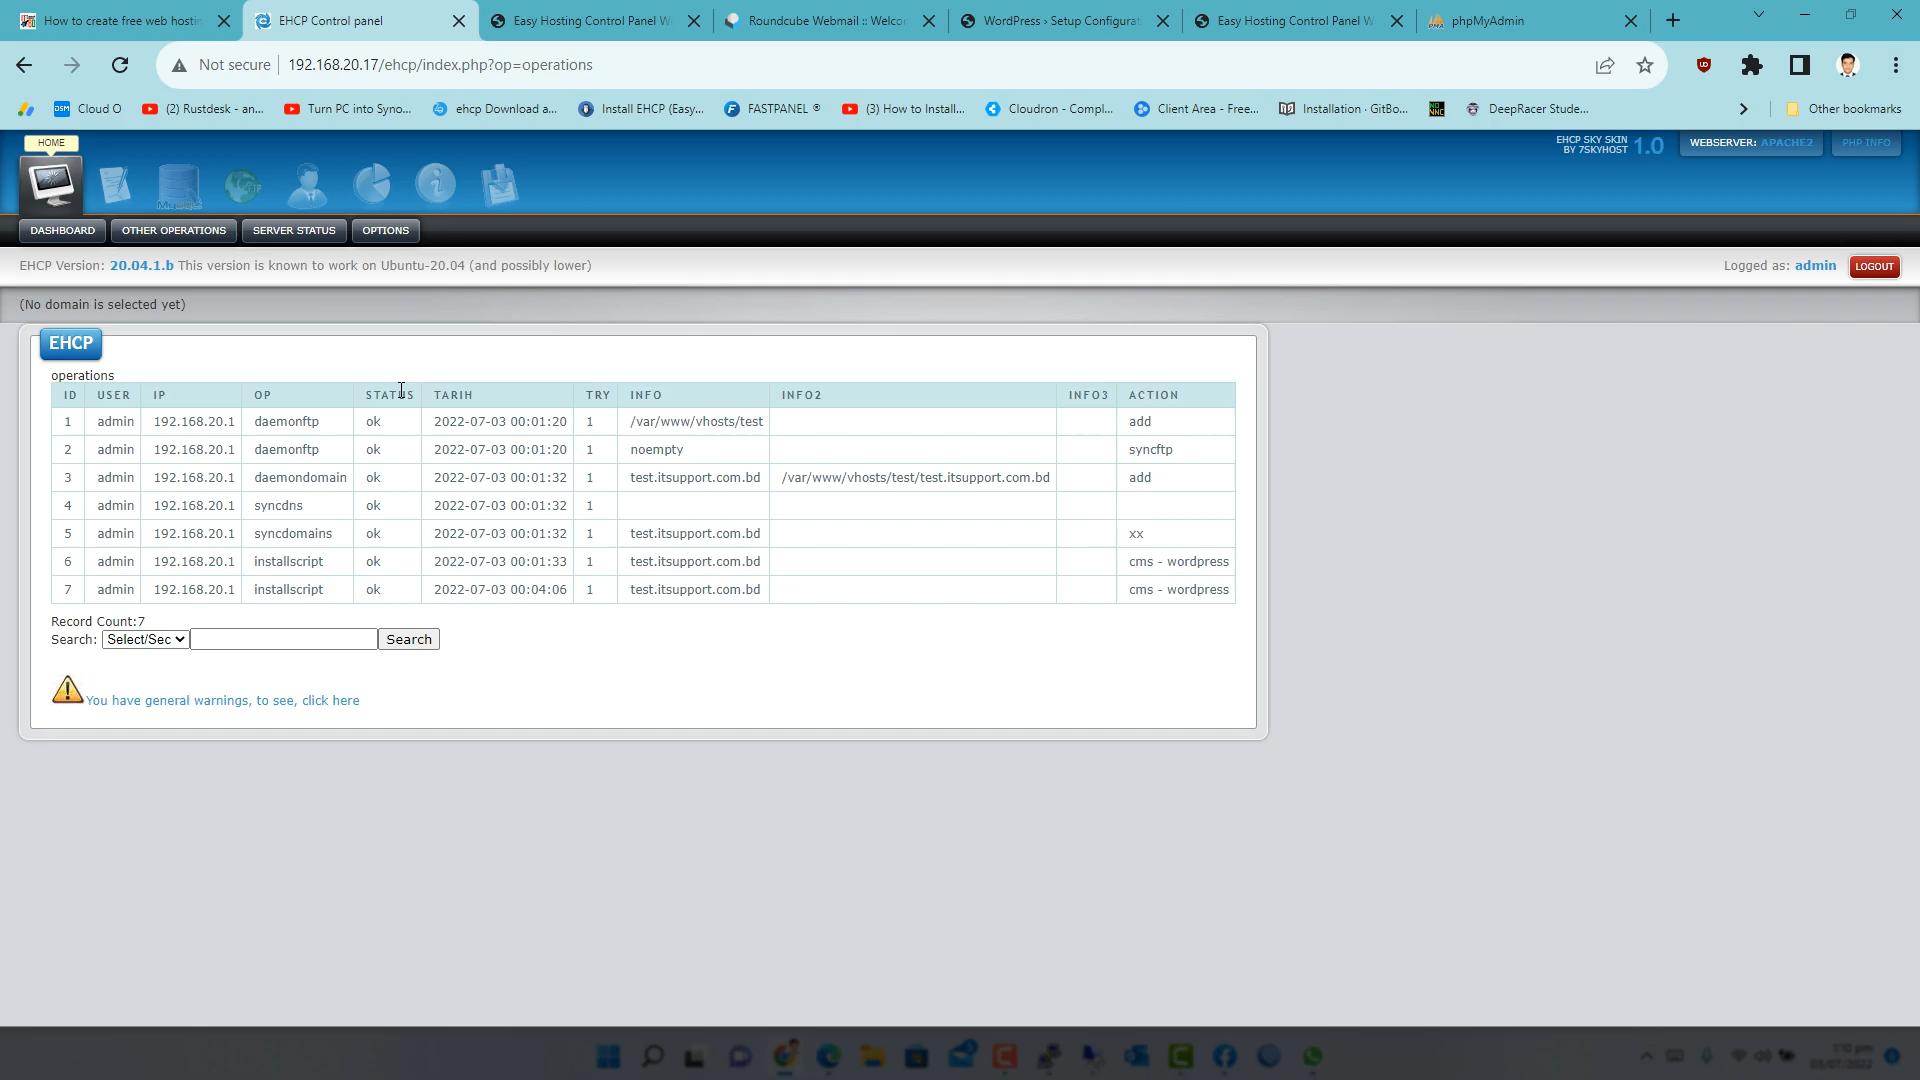 How to create free web hostin
EHCP Control panel
Easy Hosting Control Panel W
Roundcube Webmail :: Welco
WordPress › Setup Configurat
Easy Hosting Control Panel W
phpMyAdmin
Not secure
192.168.20.17/ehcp/index.php?op=operations
Cloud O
(2) Rustdesk - an...
Turn PC into Syno...
ehcp Download a...
Install EHCP (Easy...
FASTPANEL ®
(3) How to Install...
Cloudron - Compl...
Client Area - Free...
Installation · GitBo...
DeepRacer Stude...
Other bookmarks
HOME
EHCP SKY SKIN
BY 7SKYHOST
1.0
WEBSERVER: APACHE2
PHP INFO
MySQL
FTP
DASHBOARD
OTHER OPERATIONS
SERVER STATUS
OPTIONS
EHCP Version: 20.04.1.b This version is known to work on Ubuntu-20.04 (and possibly lower)
Logged as: admin
LOGOUT
(No domain is selected yet)
EHCP
operations
ID USER IP OP STATUS TARIH TRY INFO INFO2 INFO3 ACTION
1 admin 192.168.20.1 daemonftp ok 2022-07-03 00:01:20 1 /var/www/vhosts/test add
2 admin 192.168.20.1 daemonftp ok 2022-07-03 00:01:20 1 noempty syncftp
3 admin 192.168.20.1 daemondomain ok 2022-07-03 00:01:32 1 test.itsupport.com.bd /var/www/vhosts/test/test.itsupport.com.bd add
4 admin 192.168.20.1 syncdns ok 2022-07-03 00:01:32 1
5 admin 192.168.20.1 syncdomains ok 2022-07-03 00:01:32 1 test.itsupport.com.bd xx
6 admin 192.168.20.1 installscript ok 2022-07-03 00:01:33 1 test.itsupport.com.bd cms - wordpress
7 admin 192.168.20.1 installscript ok 2022-07-03 00:04:06 1 test.itsupport.com.bd cms - wordpress
Record Count:7
Search: Select/Sec Search
You have general warnings, to see, click here
1:10 pm
03/07/2022